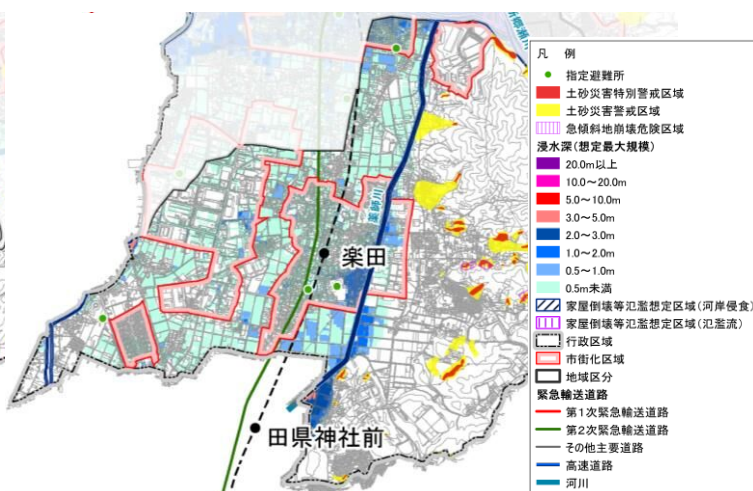 新郷瀬川
薬師川
楽田
田県神社前
凡 例
指定避難所
土砂災害特別警戒区域
土砂災害警戒区域
急傾斜地崩壊危険区域
浸水深(想定最大規模)
20.0m以上
10.0～20.0m
5.0～10.0m
3.0～5.0m
2.0～3.0m
1.0～2.0m
0.5～1.0m
0.5m未満
家屋倒壊等氾濫想定区域(河岸侵食)
家屋倒壊等氾濫想定区域(氾濫流)
行政区域
市街化区域
地域区分
緊急輸送道路
第1次緊急輸送道路
第2次緊急輸送道路
その他主要道路
高速道路
河川